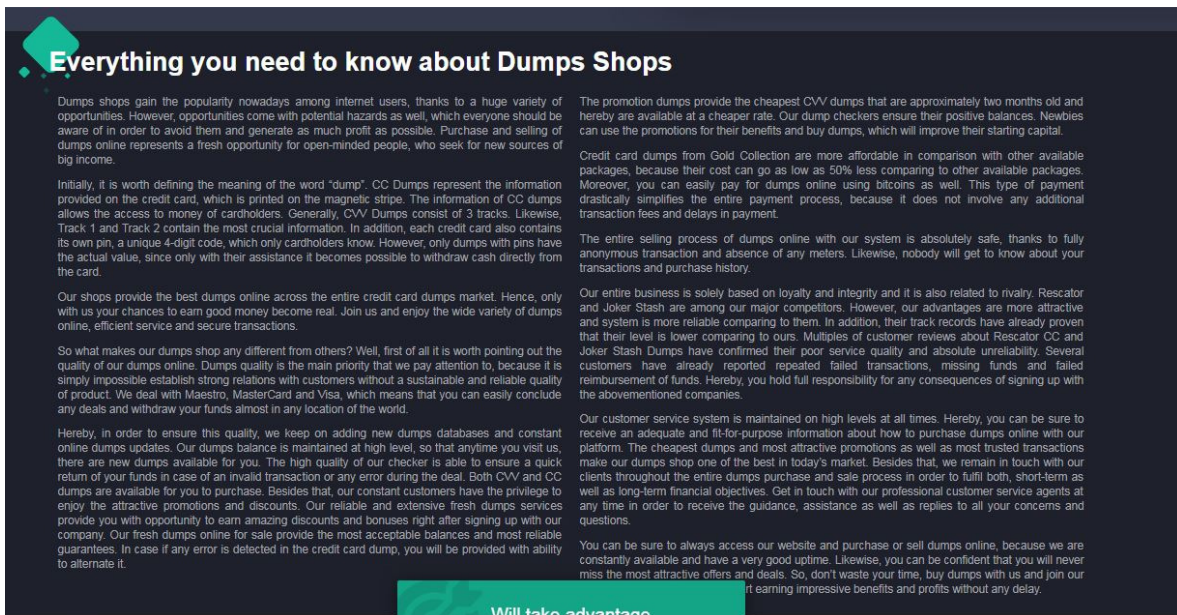 Everything you need to know about Dumps Shops
Dumps shops gain the popularity nowadays among internet users, thanks to a huge variety of
opportunities. However, opportunities come with potential hazards as well, which everyone should be
aware of in order to avoid them and generate as much profit as possible. Purchase and selling of
dumps online represents a fresh opportunity for open-minded people, who seek for new sources of
big income.
Initially, it is worth defining the meaning of the word “dump”. CC Dumps represent the information
provided on the credit card, which is printed on the magnetic stripe. The information of CC dumps
allows the access to money of cardholders. Generally, CVV Dumps consist of 3 tracks. Likewise,
Track 1 and Track 2 contain the most crucial information. In addition, each credit card also contains
its own pin, a unique 4-digit code, which only cardholders know. However, only dumps with pins have
the actual value, since only with their assistance it becomes possible to withdraw cash directly from
the card.
Our shops provide the best dumps online across the entire credit card dumps market. Hence, only
with us your chances to earn good money become real. Join us and enjoy the wide variety of dumps
online, efficient service and secure transactions.
So what makes our dumps shop any different from others? Well, first of all it is worth pointing out the
quality of our dumps online. Dumps quality is the main priority that we pay attention to, because it is
simply impossible establish strong relations with customers without a sustainable and reliable quality
of product. We deal with Maestro, MasterCard and Visa, which means that you can easily conclude
any deals and withdraw your funds almost in any location of the world.
Hereby, in order to ensure this quality, we keep on adding new dumps databases and constant
online dumps updates. Our dumps balance is maintained at high level, so that anytime you visit us,
there are new dumps available for you. The high quality of our checker is able to ensure a quick
return of your funds in case of an invalid transaction or any error during the deal. Both CVV and CC
dumps are available for you to purchase. Besides that, our constant customers have the privilege to
enjoy the attractive promotions and discounts. Our reliable and extensive fresh dumps services
provide you with opportunity to earn amazing discounts and bonuses right after signing up with our
company. Our fresh dumps online for sale provide the most acceptable balances and most reliable
guarantees. In case if any error is detected in the credit card dump, you will be provided with ability
to alternate it.
The promotion dumps provide the cheapest CVV dumps that are approximately two months old and
hereby are available at a cheaper rate. Our dump checkers ensure their positive balances. Newbies
can use the promotions for their benefits and buy dumps, which will improve their starting capital.
Credit card dumps from Gold Collection are more affordable in comparison with other available
packages, because their cost can go as low as 50% less comparing to other available packages.
Moreover, you can easily pay for dumps online using bitcoins as well. This type of payment
drastically simplifies the entire payment process, because it does not involve any additional
transaction fees and delays in payment.
The entire selling process of dumps online with our system is absolutely safe, thanks to fully
anonymous transaction and absence of any meters. Likewise, nobody will get to know about your
transactions and purchase history.
Our entire business is solely based on loyalty and integrity and it is also related to rivalry. Rescator
and Joker Stash are among our major competitors. However, our advantages are more attractive
and system is more reliable comparing to them. In addition, their track records have already proven
that their level is lower comparing to ours. Multiples of customer reviews about Rescator CC and
Joker Stash Dumps have confirmed their poor service quality and absolute unreliability. Several
customers have already reported repeated failed transactions, missing funds and failed
reimbursement of funds. Hereby, you hold full responsibility for any consequences of signing up with
the abovementioned companies.
Our customer service system is maintained on high levels at all times. Hereby, you can be sure to
receive an adequate and fit-for-purpose information about how to purchase dumps online with our
platform. The cheapest dumps and most attractive promotions as well as most trusted transactions
make our dumps shop one of the best in today's market. Besides that, we remain in touch with our
clients throughout the entire dumps purchase and sale process in order to fulfil both, short-term as
well as long-term financial objectives. Get in touch with our professional customer service agents at
any time in order to receive the guidance, assistance as well as replies to all your concerns and
questions.
You can be sure to always access our website and purchase or sell dumps online, because we are
constantly available and have a very good uptime. Likewise, you can be confident that you will never
miss the most attractive offers and deals. So, don't waste your time, buy dumps with us and join our
rt earning impressive benefits and profits without any delay.
Will take advantage